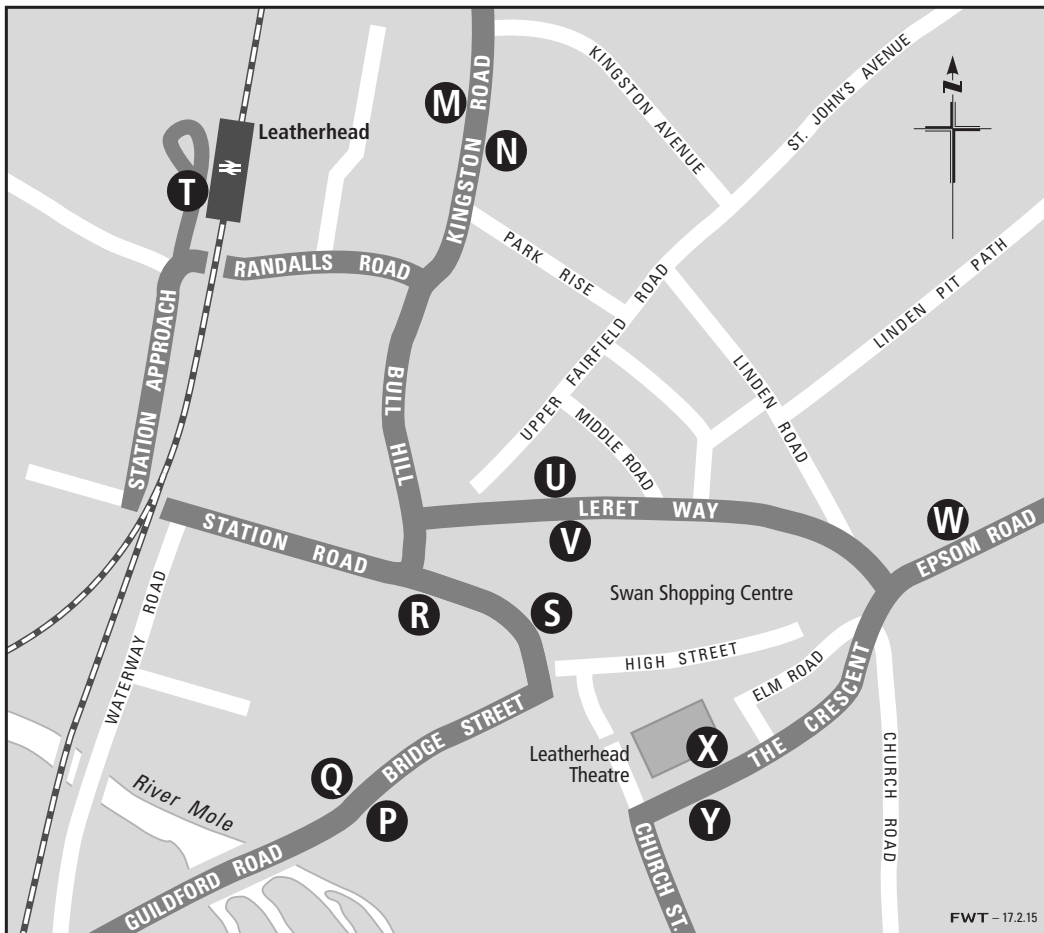 KINGSTON ROAD
KINGSTON AVENUE
ST. JOHN'S AVENUE
N
M
Leatherhead
N
T
KINGSTON ROAD
PARK RISE
RANDALLS ROAD
UPPER FAIRFIELD ROAD
LINDEN PIT PATH
STATION APPROACH
BULL HILL
MIDDLE ROAD
LINDEN ROAD
U
LERET WAY
V
W
EPSOM ROAD
STATION ROAD
R
S
Swan Shopping Centre
WATERWAY ROAD
HIGH STREET
ELM ROAD
THE CRESCENT
BRIDGE STREET
Leatherhead
Theatre
X
CHURCH ROAD
Q
River Mole
P
Y
GUILDFORD ROAD
CHURCH ST.
FWT – 17.2.15